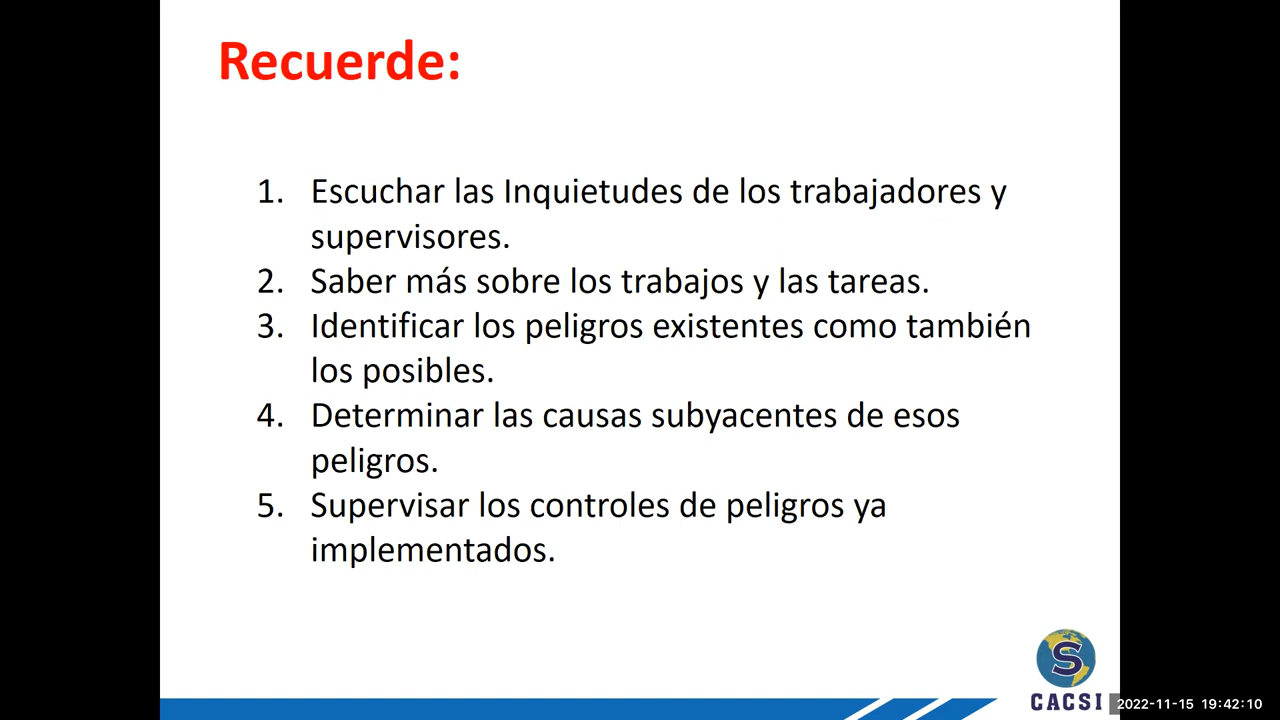 Recuerde:
1. Escuchar las Inquietudes de los trabajadores y
supervisores.
2. Saber más sobre los trabajos y las tareas.
3. Identificar los peligros existentes como también
los posibles.
4. Determinar las causas subyacentes de esos
peligros.
5. Supervisar los controles de peligros ya
implementados.
S
CACSI
2022-11-15 19:42:10